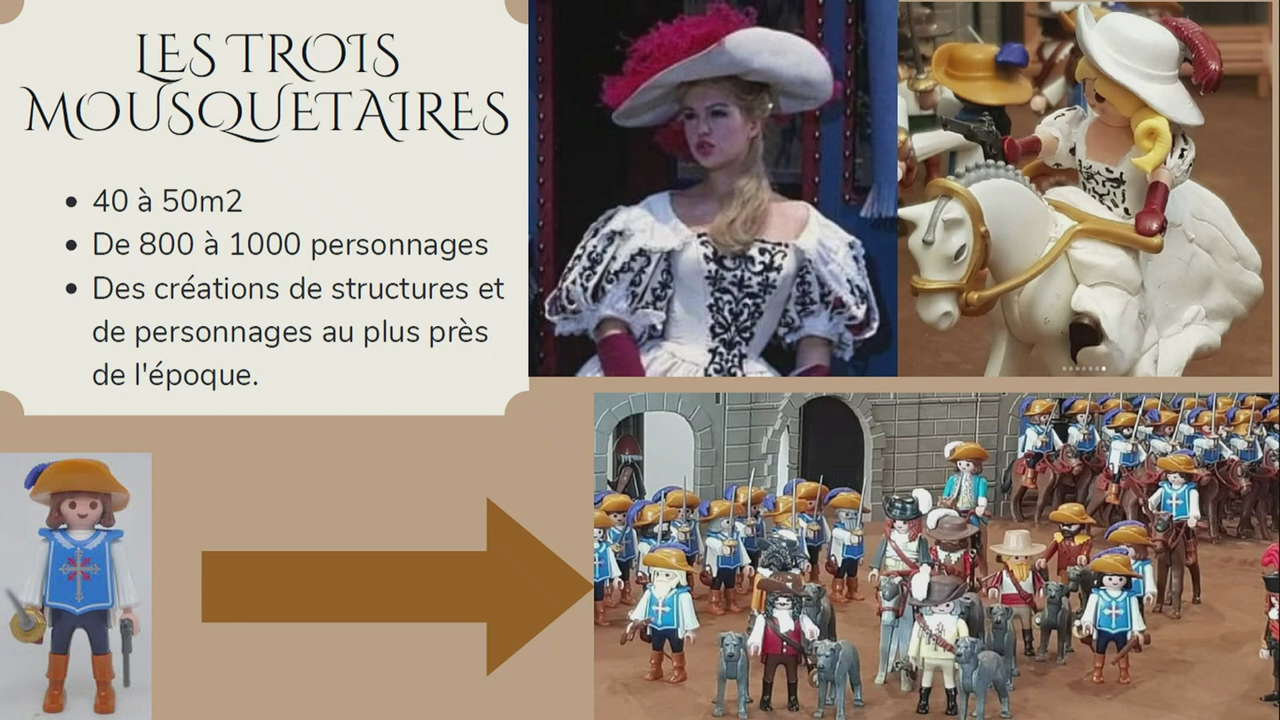 LES TROIS
MOUSQUETAIRES
• 40 à 50m2
• De 800 à 1000 personnages
• Des créations de structures et
de personnages au plus près
de l'époque.